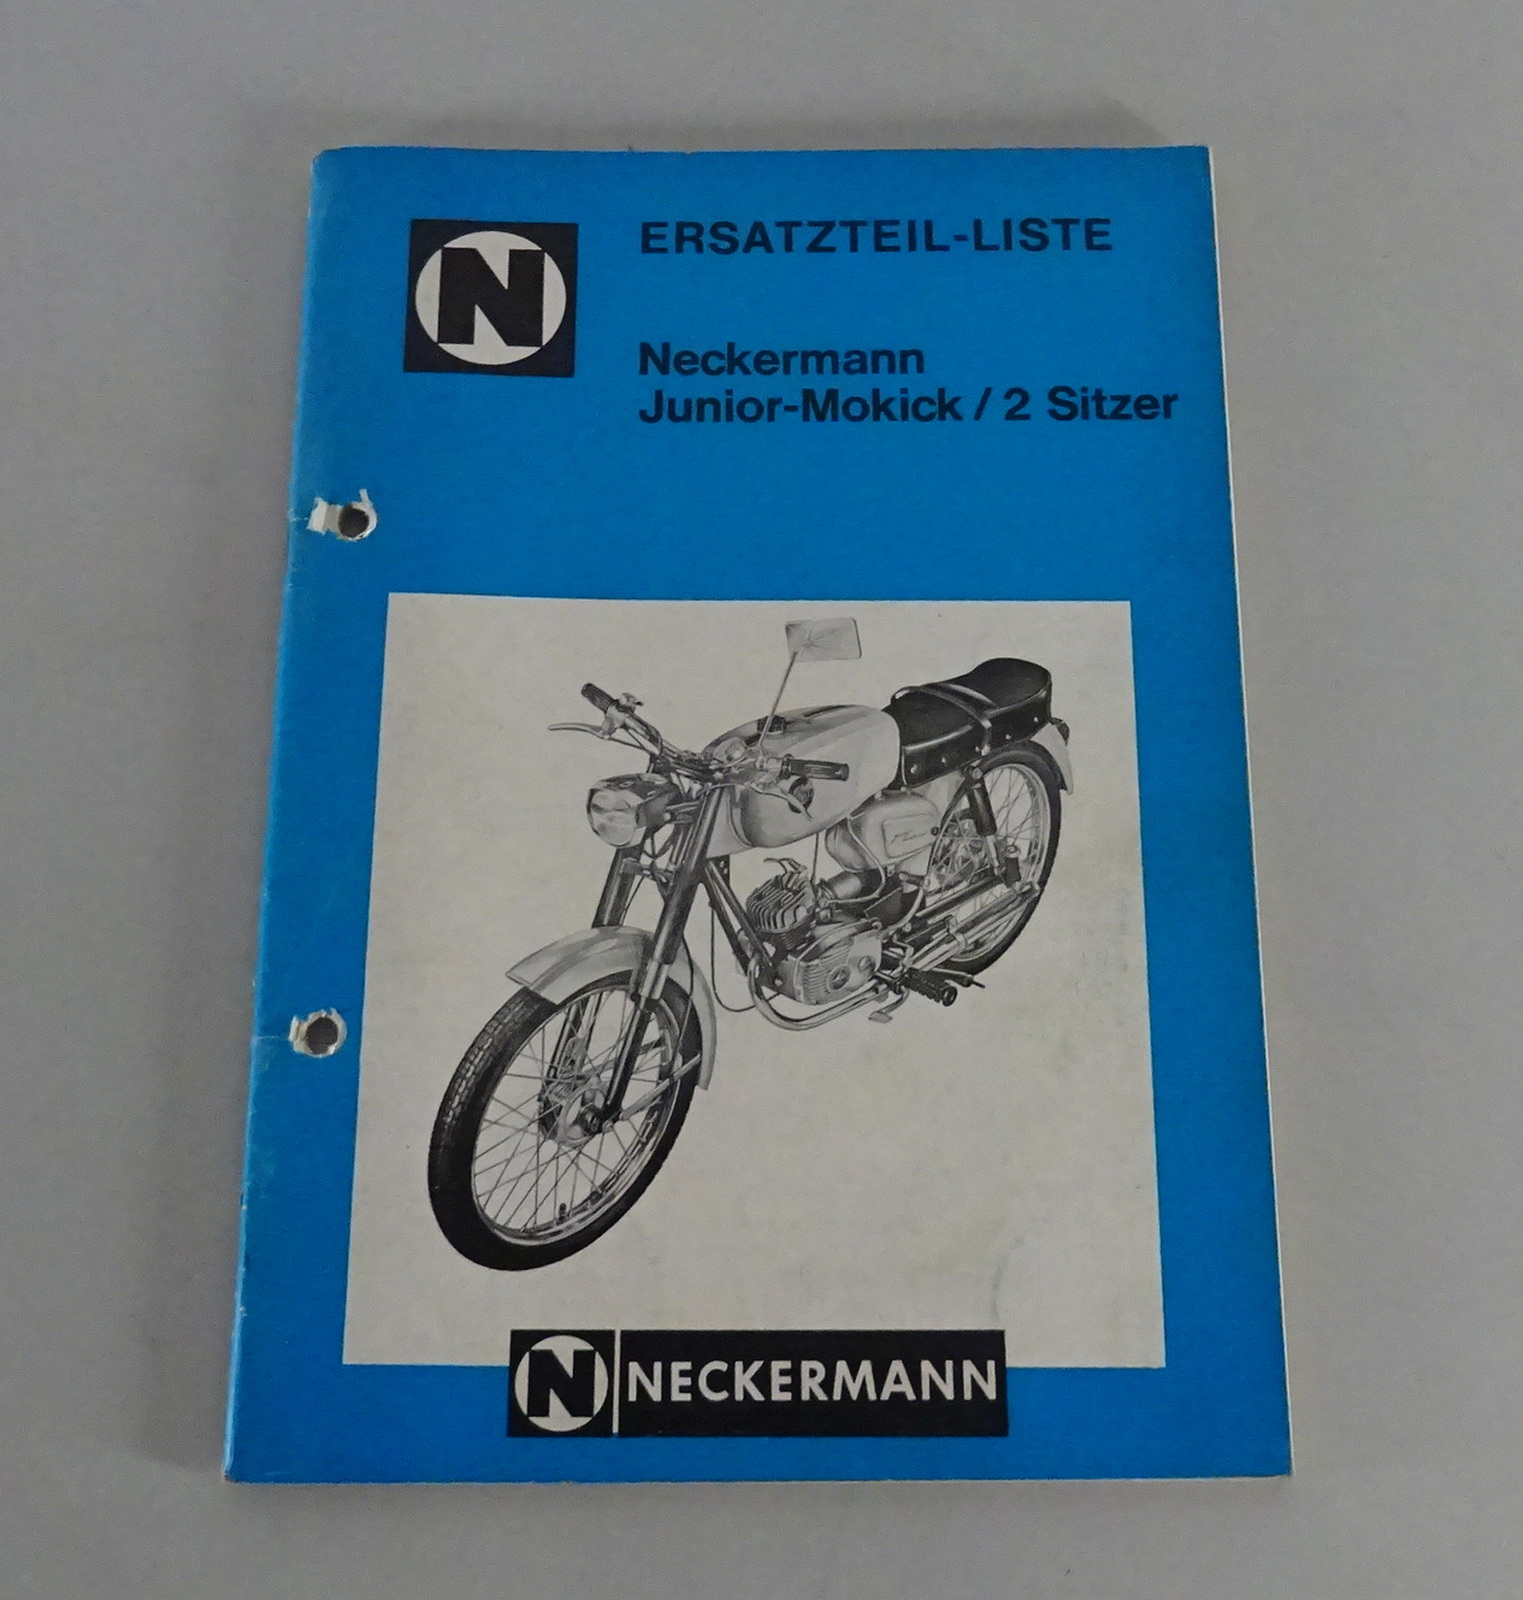 N
ERSATZTEIL-LISTE
Neckermann
Junior-Mokick / 2 Sitzer
N NECKERMANN